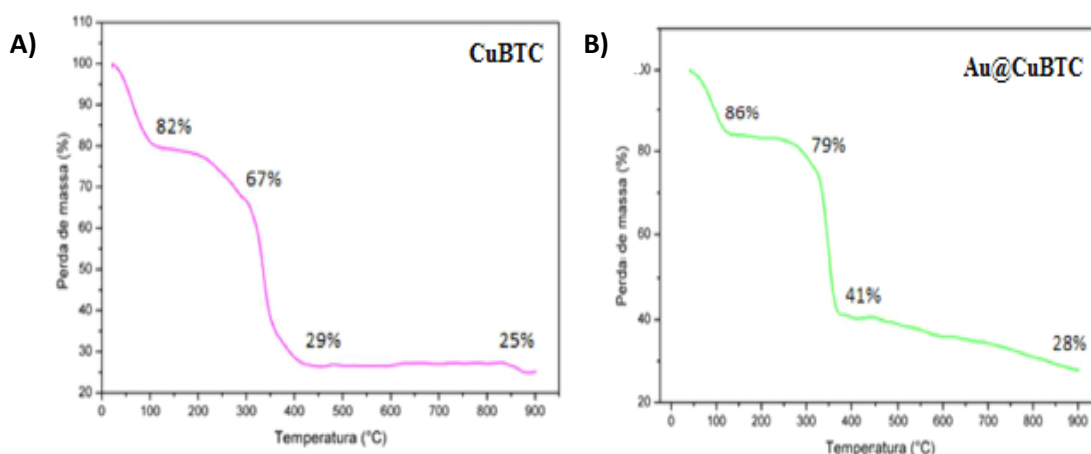 A)
CuBTC
110
100
90
80
70
60
50
40
30
20
82%
67%
29%
25%
Perda de massa (%)
0 100 200 300 400 500 600 700 800 900
Temperatura (°C)
B)
Au@CuBTC
00
80
60
40
20
86%
79%
41%
28%
Perda de massa (%)
0 100 200 300 400 500 600 700 800 900
Temperatura (°C)